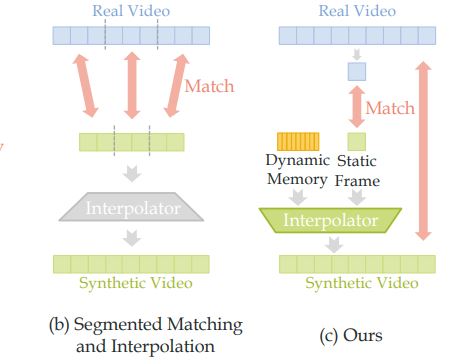 Real Video
Match
Interpolator
Synthetic Video
(b) Segmented Matching
and Interpolation
Real Video
Match
Dynamic Static
Memory Frame
Interpolator
Synthetic Video
(c) Ours